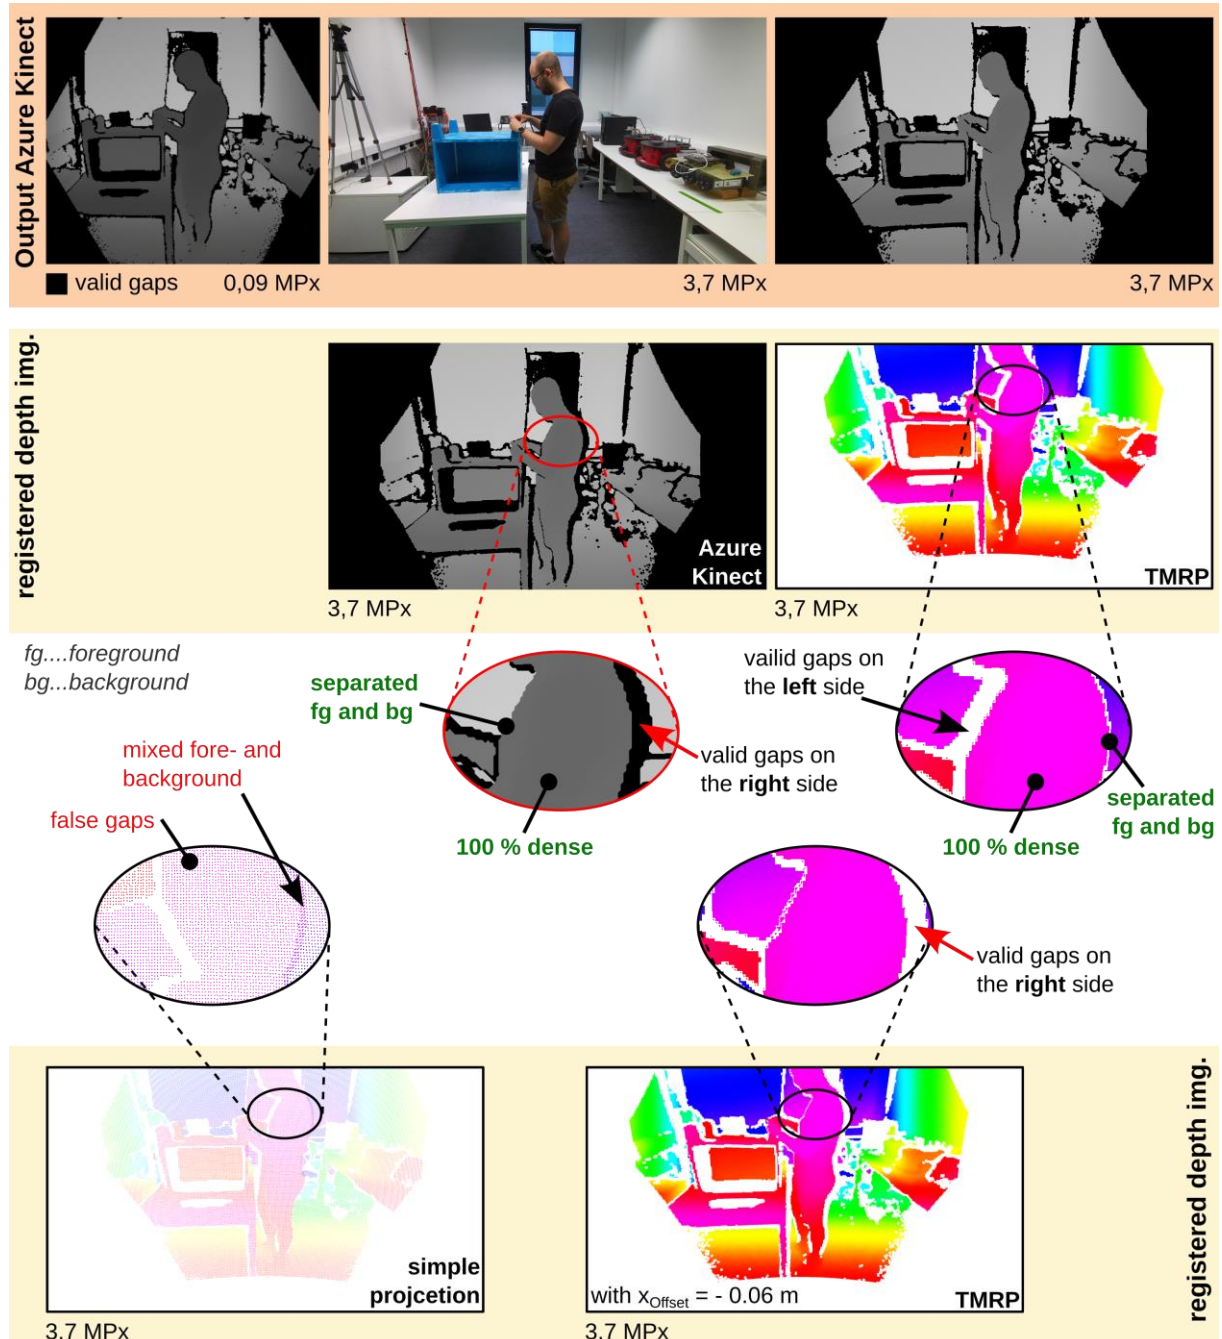 Output Azure Kinect
valid gaps
0,09 MPx
3,7 MPx
3,7 MPx
registered depth img.
Azure
Kinect
TMRP
3,7 MPx
3,7 MPx
fg....foreground
bg...background
separated
fg and bg
vailid gaps on
the left side
mixed fore- and
background
valid gaps on
the right side
false gaps
separated
fg and bg
100 % dense
100 % dense
valid gaps on
the right side
registered depth img.
simple
projcetion
with xOffset = - 0.06 m
TMRP
3,7 MPx
3,7 MPx